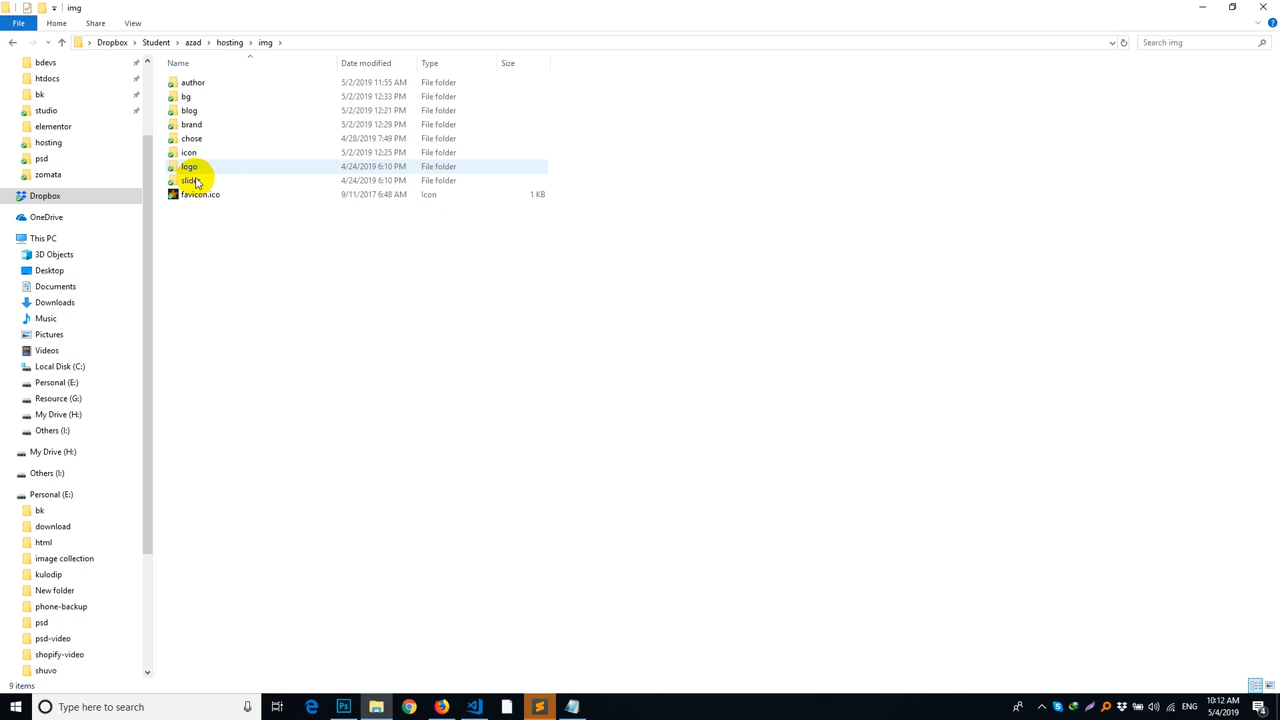 img
File
Home
Share
View
Dropbox
Student
azad
hosting
img
Search img
Name
Date modified
Type
Size
bdevs
htdocs
bk
studio
elementor
hosting
psd
zomata
Dropbox
OneDrive
This PC
3D Objects
Desktop
Documents
Downloads
Music
Pictures
Videos
Local Disk (C:)
Personal (E:)
Resource (G:)
My Drive (H:)
Others (I:)
My Drive (H:)
Others (I:)
Personal (E:)
bk
download
html
image collection
kulodip
New folder
phone-backup
psd
psd-video
shopify-video
shuvo
author 5/2/2019 11:55 AM File folder
bg 5/2/2019 12:33 PM File folder
blog 5/2/2019 12:21 PM File folder
brand 5/2/2019 12:29 PM File folder
chose 4/28/2019 7:49 PM File folder
icon 5/2/2019 12:25 PM File folder
logo 4/24/2019 6:10 PM File folder
4/24/2019 6:10 PM File folder
favicon.ico 9/11/2017 6:48 AM Icon 1 KB
9 items
Type here to search
Ps
ENG
10:12 AM
5/4/2019
4